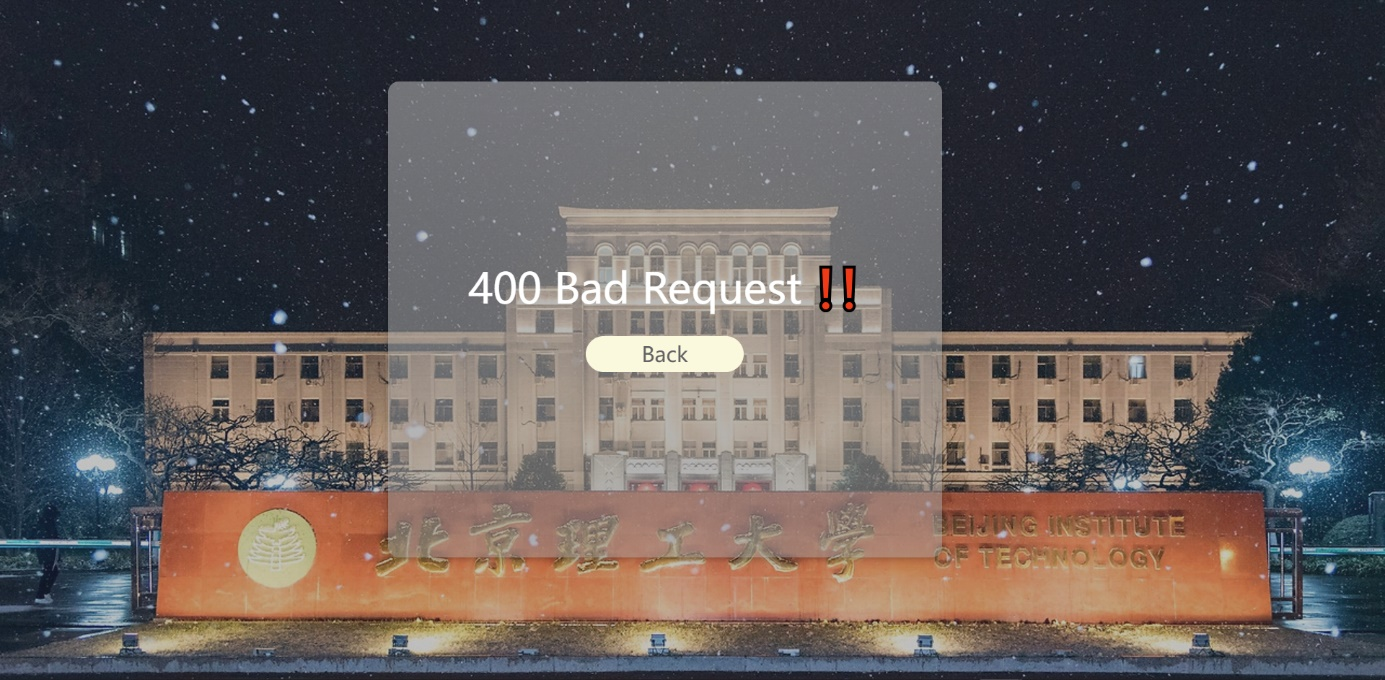 400 Bad Request ‼
Back
北京理工大學
BEIJING INSTITUTE
OF TECHNOLOGY